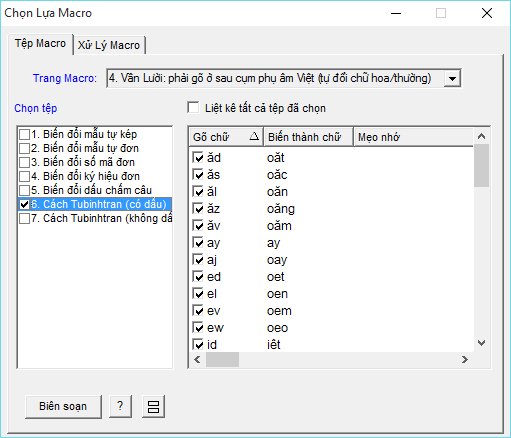 Chọn Lựa Macro
Tệp Macro
Xử Lý Macro
Trang Macro:
4. Văn Lười: phải gõ ở sau cụm phụ âm Việt (tự đổi chữ hoa/thường)
Chọn tệp
Liệt kê tất cả tệp đã chọn
1. Biến đổi mẫu tự kép
2. Biến đổi mẫu tự đơn
3. Biến đổi số mã đơn
4. Biến đổi ký hiệu đơn
5. Biến đổi dấu chấm câu
6. Cách Tubinhtran (có dấu)
7. Cách Tubinhtran (không dấ
Gõ chữ
Biến thành chữ
Mẹo nhớ
ăd oăt
ăs oăc
ăl oăn
ăz oăng
ăv oăm
ay ay
aj oay
ed oet
el oen
ev oem
ew oeo
id iêt
Biên soạn
?